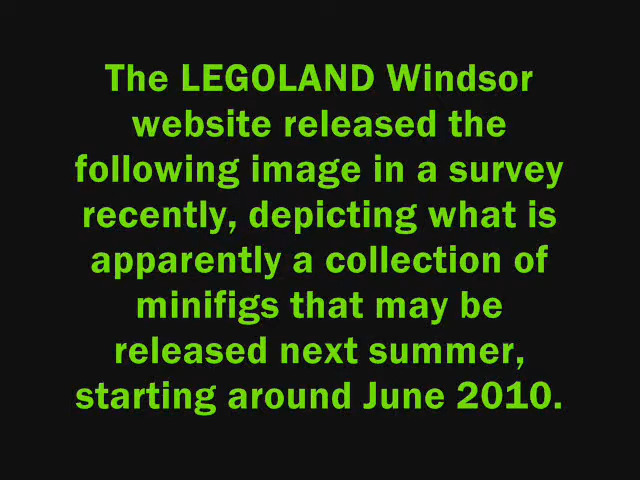 The LEGOLAND Windsor
website released the
following image in a survey
recently, depicting what is
apparently a collection of
minifigs that may be
released next summer,
starting around June 2010.